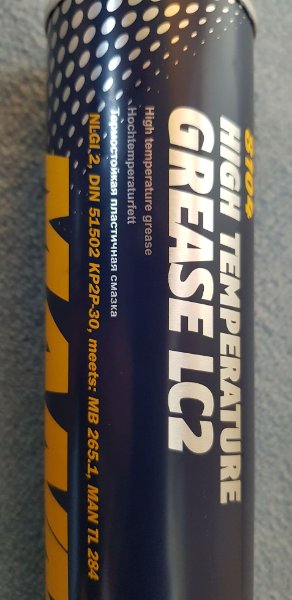 8104
HIGH TEMPERATURE
GREASE LC2
High temperature grease
Hochtemperaturfett
Термостойкая пластичная смазка
NLGI 2, DIN 51502 KP2P-30, meets: MB 265.1, MAN TL 284